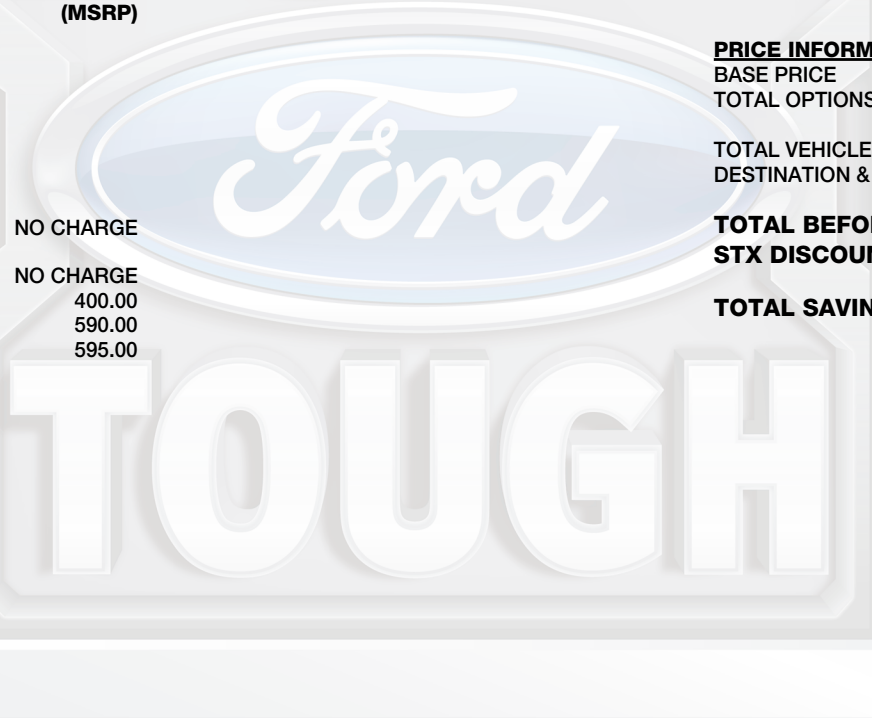 (MSRP)
NO CHARGE
NO CHARGE
400.00
590.00
595.00
PRICE INFORM
BASE PRICE
TOTAL OPTIONS
TOTAL VEHICLE
DESTINATION &
TOTAL BEFO
STX DISCOUN
TOTAL SAVIN
Ford
TOUGH